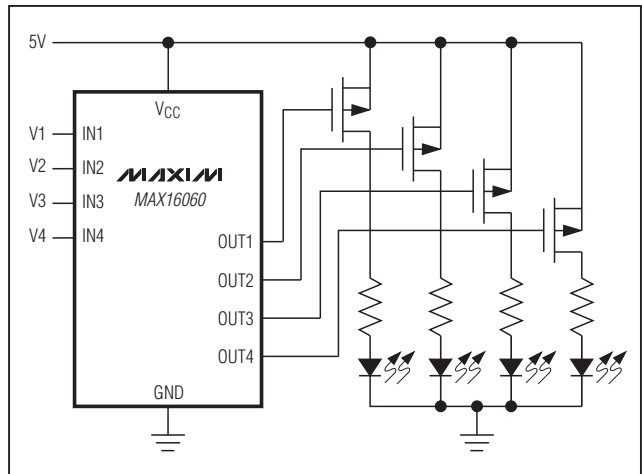 5V
VCC
V1 IN1
V2 IN2
V3 IN3
V4 IN4
MAXIM
MAX16060
OUT1
OUT2
OUT3
OUT4
GND